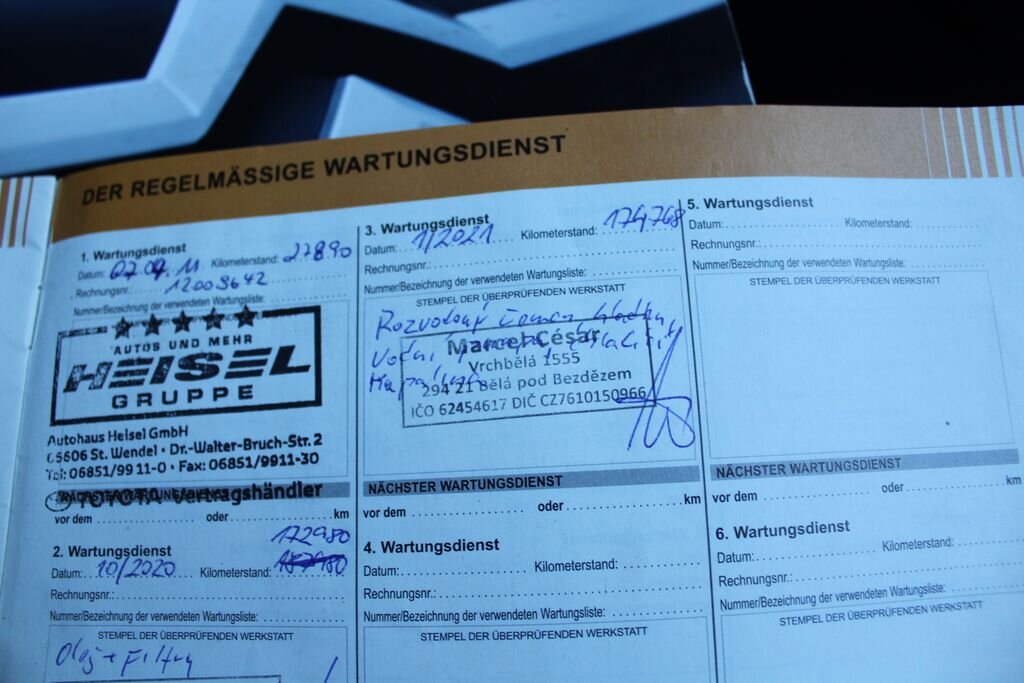 DER REGELMÄSSIGE WARTUNGSDIENST
1. Wartungsdienst
Datum: 07.09.11 Kilometerstand: 27890
Rechnungsnr.: 12009642
Nummer/Bezeichnung der verwendeten Wartungsliste:
AUTOS UND MEHR
HEISEL
GRUPPE
Autohaus Heisel GmbH
66606 St. Wendel • Dr.-Walter-Bruch-Str. 2
Tel: 06851/99 11-0 • Fax: 06851/9911-30
NÄCHSTER WARTUNGSDIENST
TOYOTA Vertragshändler
vor dem oder km
2. Wartungsdienst
172980
Datum: 10/2020 Kilometerstand:
Rechnungsnr.:
Nummer/Bezeichnung der verwendeten Wartungsliste:
STEMPEL DER ÜBERPRÜFENDEN WERKSTATT
Olej + Filtry
3. Wartungsdienst
Datum: 1/2021 Kilometerstand: 174768
Rechnungsnr.:
Nummer/Bezeichnung der verwendeten Wartungsliste:
STEMPEL DER ÜBERPRÜFENDEN WERKSTATT
Rozvodový
Marcel César
Vrchbělá 1555
294 21 Bělá pod Bezdězem
IČO 62454617 DIČ CZ7610150966
NÄCHSTER WARTUNGSDIENST
vor dem oder km
4. Wartungsdienst
Datum: Kilometerstand:
Rechnungsnr.:
Nummer/Bezeichnung der verwendeten Wartungsliste:
STEMPEL DER ÜBERPRÜFENDEN WERKSTATT
5. Wartungsdienst
Datum: Kilometerstand:
Rechnungsnr.:
Nummer/Bezeichnung der verwendeten Wartungsliste:
STEMPEL DER ÜBERPRÜFENDEN WERKSTATT
NÄCHSTER WARTUNGSDIENST
vor dem oder km
6. Wartungsdienst
Datum: Kilometerstand:
Rechnungsnr.:
Nummer/Bezeichnung der verwendeten Wartungsliste:
STEMPEL DER ÜBERPRÜFENDEN WERKSTATT